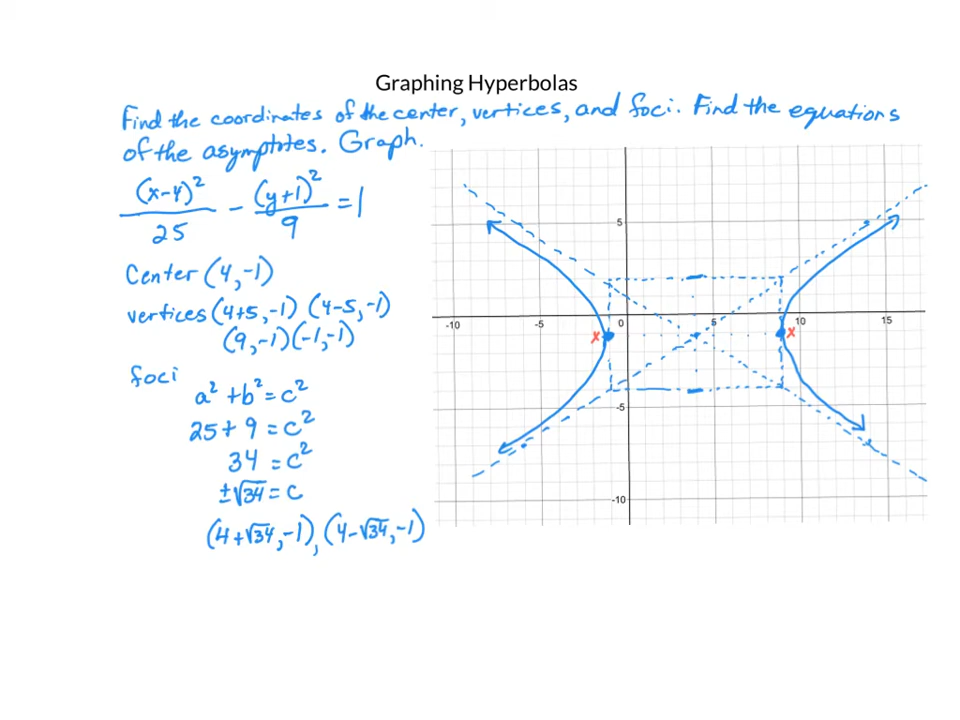 Graphing Hyperbolas
Find the coordinates of the center, vertices, and foci. Find the equations
of the asymptotes. Graph.
(x-4)²/25 - (y+1)²/9 = 1
Center (4,-1)
vertices (4+5,-1) (4-5,-1)
(9,-1)(-1,-1)
foci
a² + b² = c²
25 + 9 = c²
34 = c²
±√34 = c
(4+√34,-1), (4-√34,-1)
5
-10 -5 0 5 10 15
x x
-5
-10